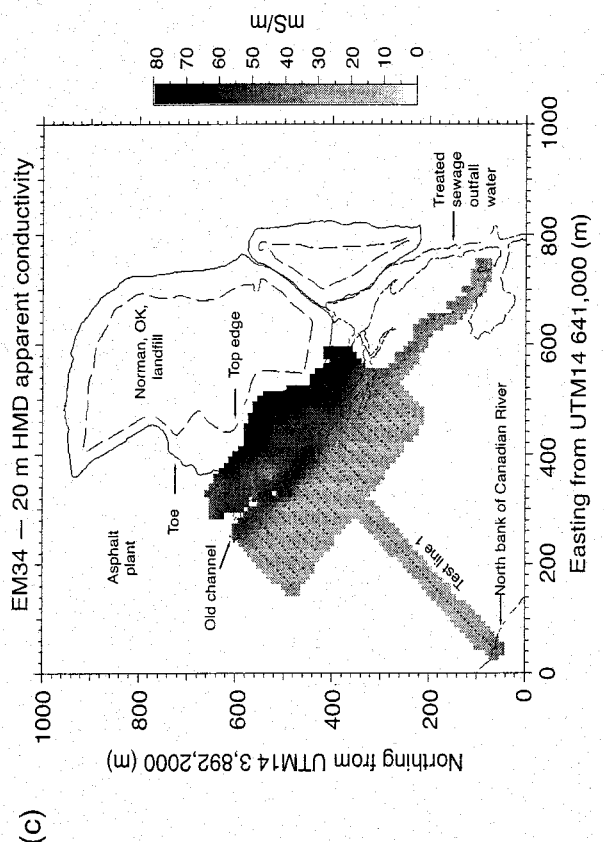 (c)
EM34 — 20 m HMD apparent conductivity
1000
800
600
400
200
0
Northing from UTM14 3,892,2000 (m)
Asphalt
plant
Toe
Old channel
Norman, OK,
landfill
Top edge
Test line 1
North bank of Canadian River
Treated
sewage
outfall
water
0
200
400
600
800
1000
Easting from UTM14 641,000 (m)
80
70
60
50
40
30
20
10
0
mS/m